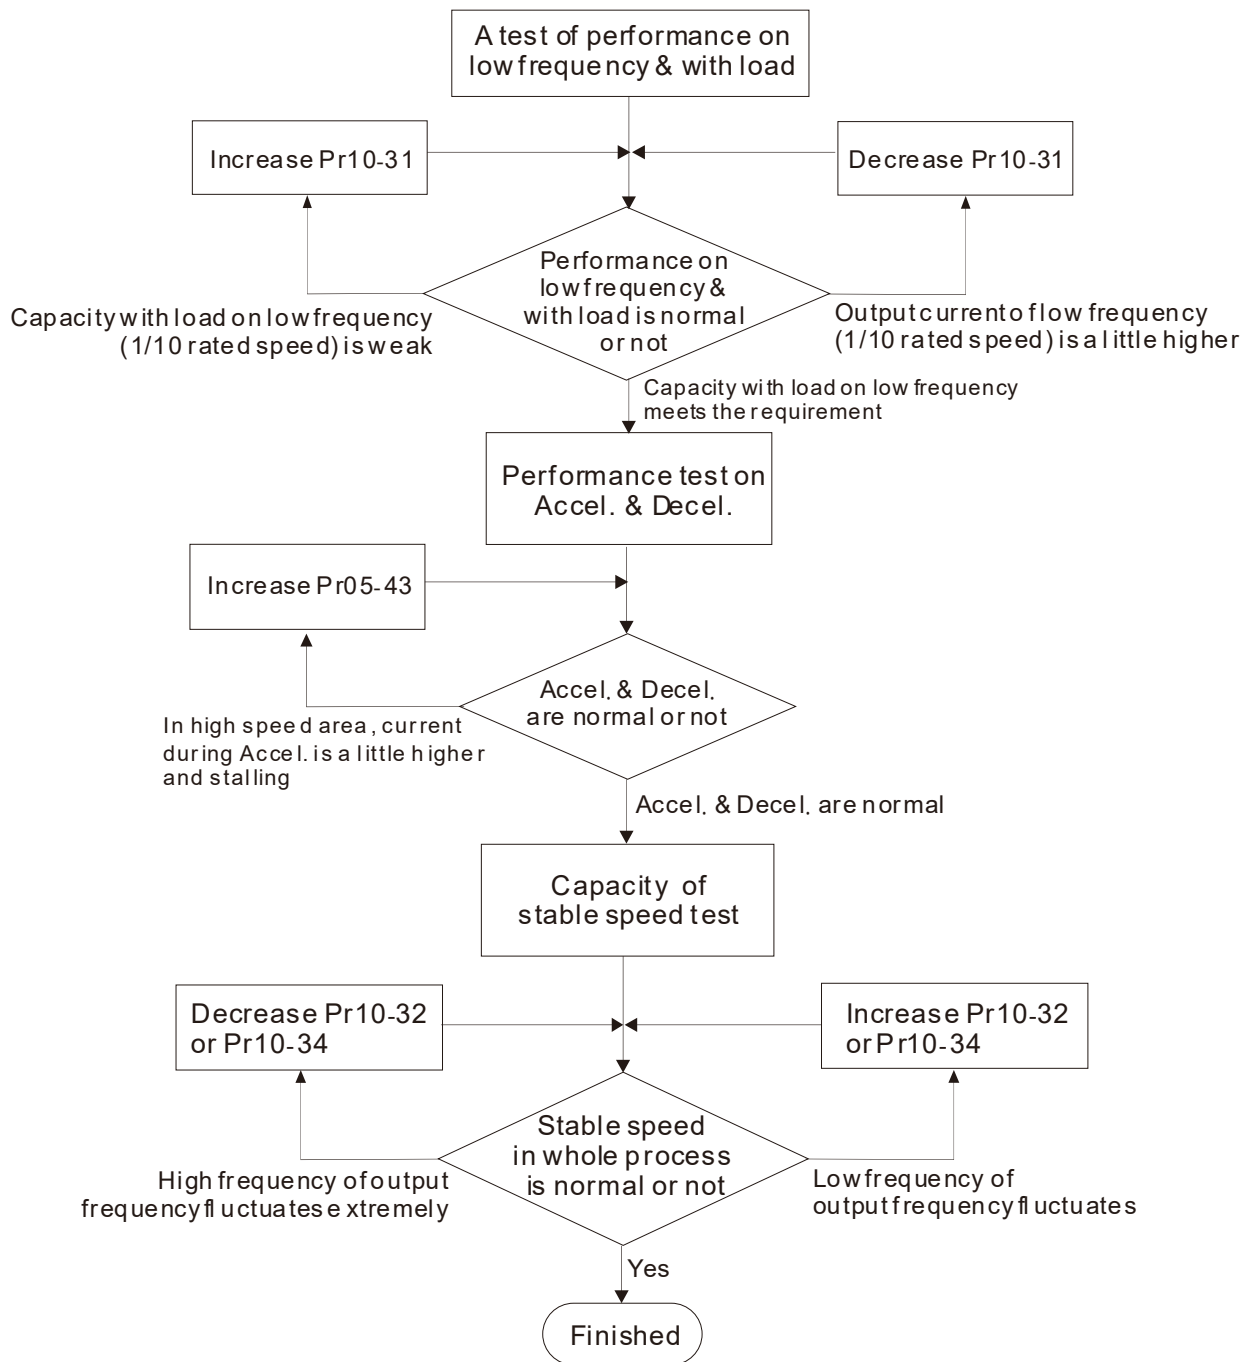 A test of performance on
low frequency & with load
Increase Pr10-31
Decrease Pr10-31
Performance on
low frequency &
with load is normal
or not
Capacity with load on low frequency
(1/10 rated speed) is weak
Output current of low frequency
(1/10 rated speed) is a little higher
Capacity with load on low frequency
meets the requirement
Performance test on
Accel. & Decel.
Increase Pr05-43
Accel. & Decel.
are normal or not
In high speed area, current
during Accel. is a little higher
and stalling
Accel. & Decel. are normal
Capacity of
stable speed test
Decrease Pr10-32
or Pr10-34
Increase Pr10-32
or Pr10-34
Stable speed
in whole process
is normal or not
High frequency of output
frequency fluctuates extremely
Low frequency of
output frequency fluctuates
Yes
Finished